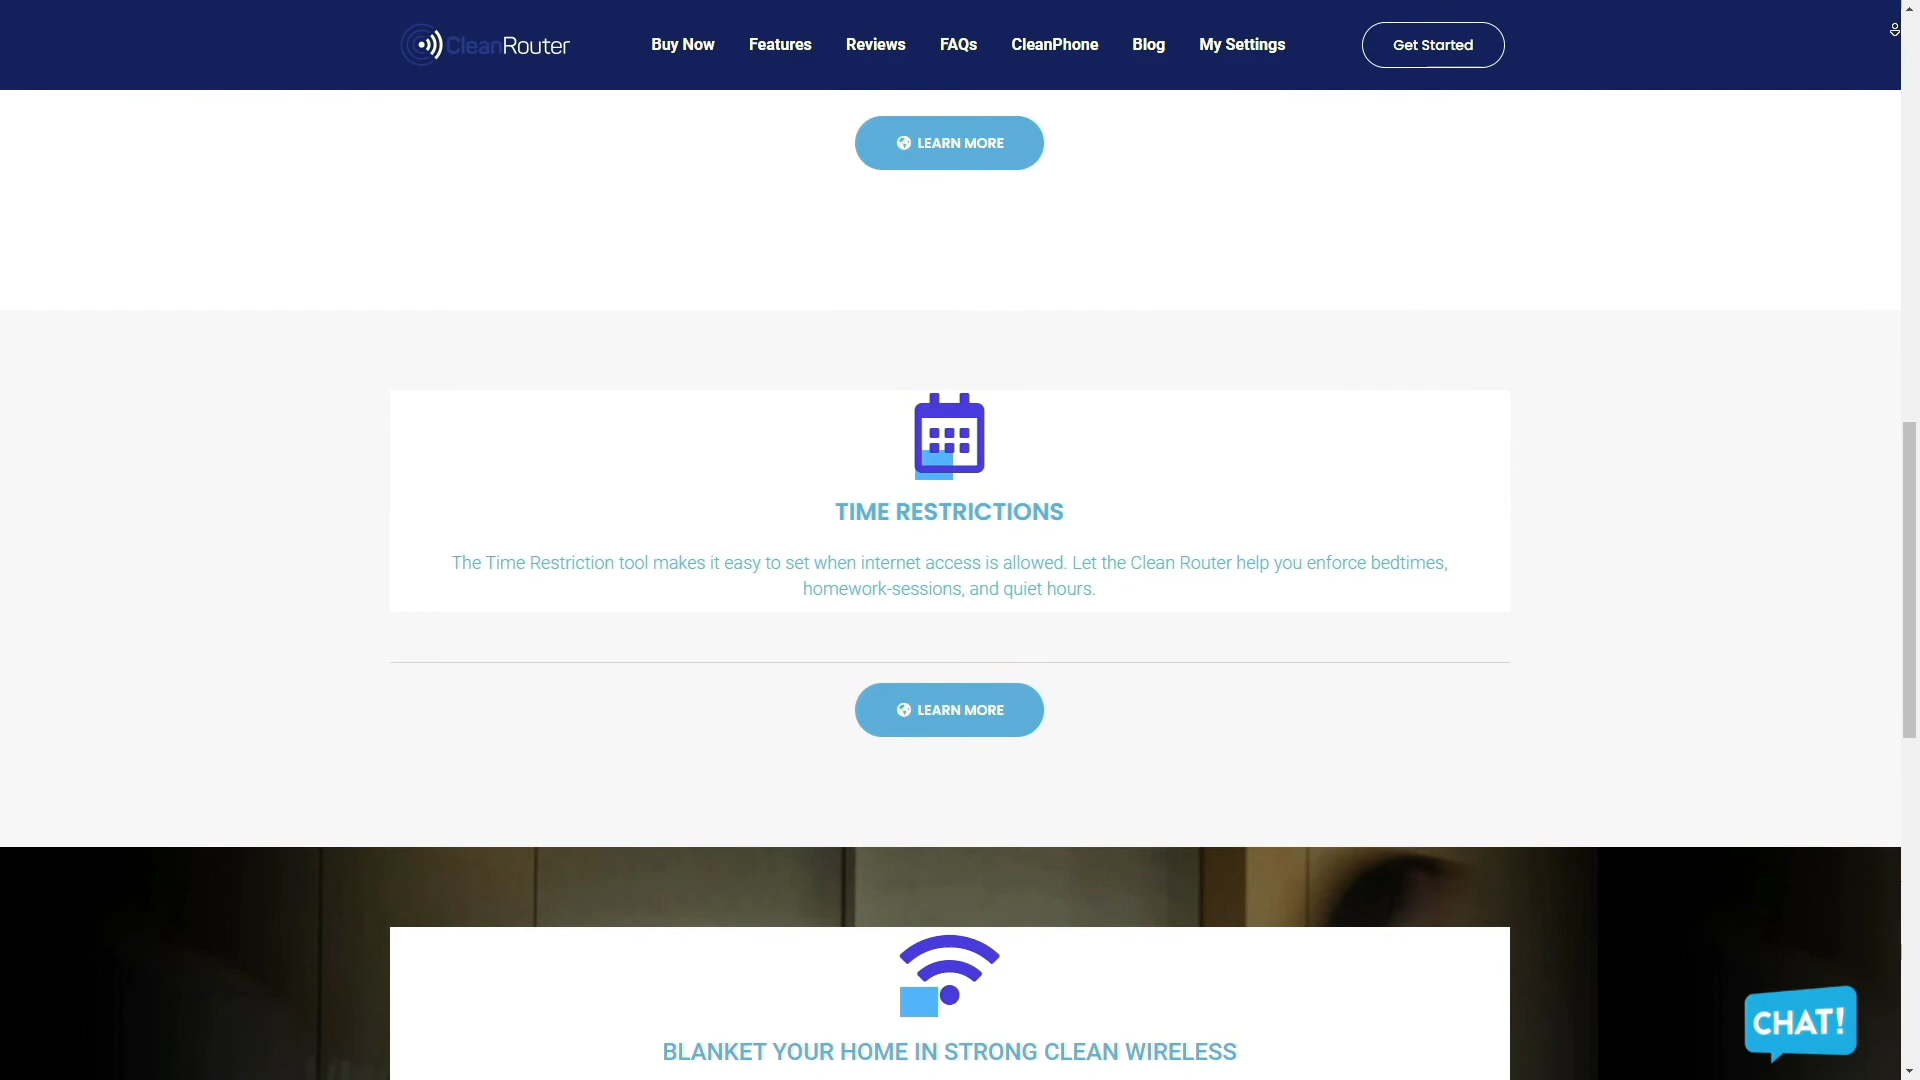 CleanRouter
Buy Now Features Reviews FAQs CleanPhone Blog My Settings Get Started
LEARN MORE
TIME RESTRICTIONS
The Time Restriction tool makes it easy to set when internet access is allowed. Let the Clean Router help you enforce bedtimes,
homework-sessions, and quiet hours.
LEARN MORE
BLANKET YOUR HOME IN STRONG CLEAN WIRELESS
CHAT!